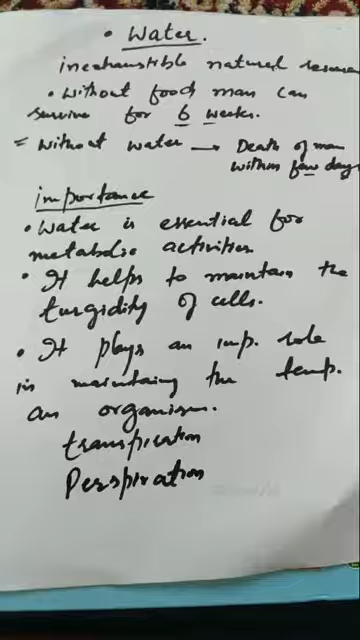 • Water.
inexhaustible natural resource
• Without food man can
survive for 6 weeks.
= Without water → Death of man
within few days
importance
• Water is essential for
metabolic activities
• It helps to maintain the
turgidity of cells.
• It plays an imp. role
in maintaing the temp.
an organism.
transpiration
Perspiration